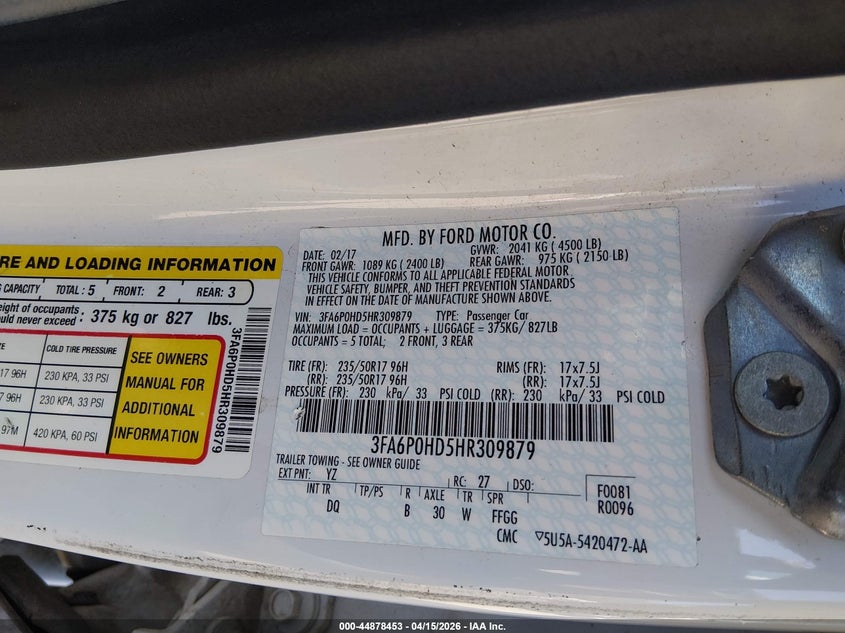 RE AND LOADING INFORMATION
G CAPACITY TOTAL : 5 FRONT: 2 REAR: 3
eight of occupants : 375 kg or 827 lbs.
ould never exceed
ZE COLD TIRE PRESSURE
17 96H 230 KPA, 33 PSI
7 96H 230 KPA, 33 PSI
97M 420 KPA, 60 PSI
SEE OWNERS
MANUAL FOR
ADDITIONAL
INFORMATION
3FA6P0HD5HR309879
MFD. BY FORD MOTOR CO.
DATE: 02/17 GVWR: 2041 KG ( 4500 LB)
FRONT GAWR: 1089 KG ( 2400 LB) REAR GAWR: 975 KG ( 2150 LB)
THIS VEHICLE CONFORMS TO ALL APPLICABLE FEDERAL MOTOR
VEHICLE SAFETY, BUMPER, AND THEFT PREVENTION STANDARDS
IN EFFECT ON THE DATE OF MANUFACTURE SHOWN ABOVE.
VIN: 3FA6P0HD5HR309879 TYPE: Passenger Car
MAXIMUM LOAD = OCCUPANTS + LUGGAGE = 375KG/ 827LB
OCCUPANTS = 5 TOTAL; 2 FRONT, 3 REAR
TIRE (FR): 235/50R17 96H RIMS (FR): 17x7.5J
(RR): 235/50R17 96H (RR): 17x7.5J
PRESSURE (FR): 230 kPa/ 33 PSI COLD (RR): 230 kPa/ 33 PSI COLD
3FA6P0HD5HR309879
TRAILER TOWING - SEE OWNER GUIDE
EXT PNT: YZ RC: 27 DSO: F0081
INT TR TP/PS R AXLE TR SPR R0096
DQ B 30 W FFGG
CMC ▽5U5A-5420472-AA
000-44878453 - 04/15/2026 - IAA Inc.